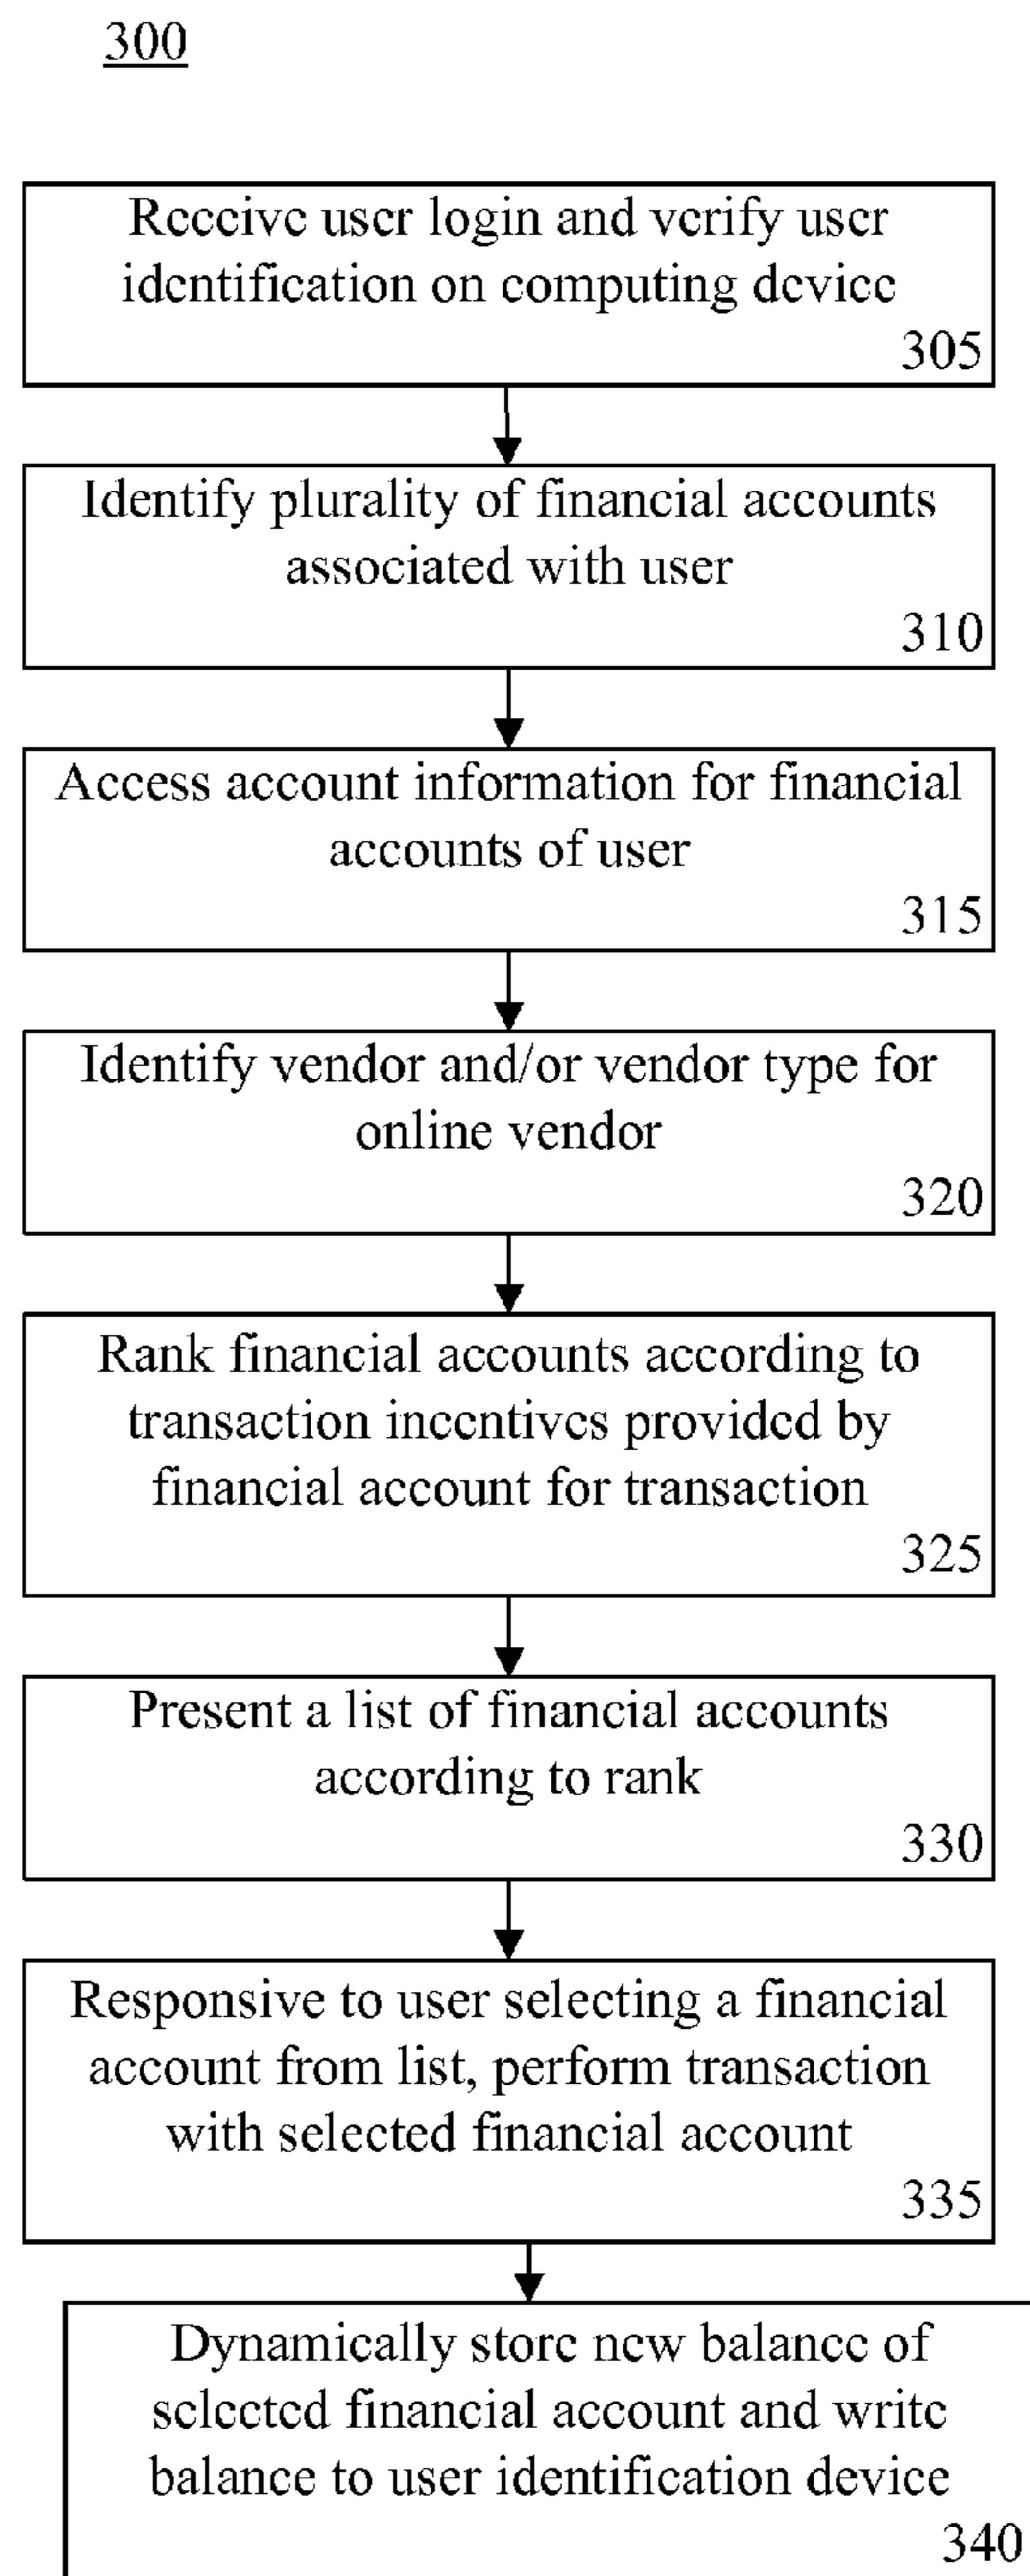 300
Receive user login and verify user
identification on computing device
305
Identify plurality of financial accounts
associated with user
310
Access account information for financial
accounts of user
315
Identify vendor and/or vendor type for
online vendor
320
Rank financial accounts according to
transaction incentives provided by
financial account for transaction
325
Present a list of financial accounts
according to rank
330
Responsive to user selecting a financial
account from list, perform transaction
with selected financial account
335
Dynamically store new balance of
selected financial account and write
balance to user identification device
340